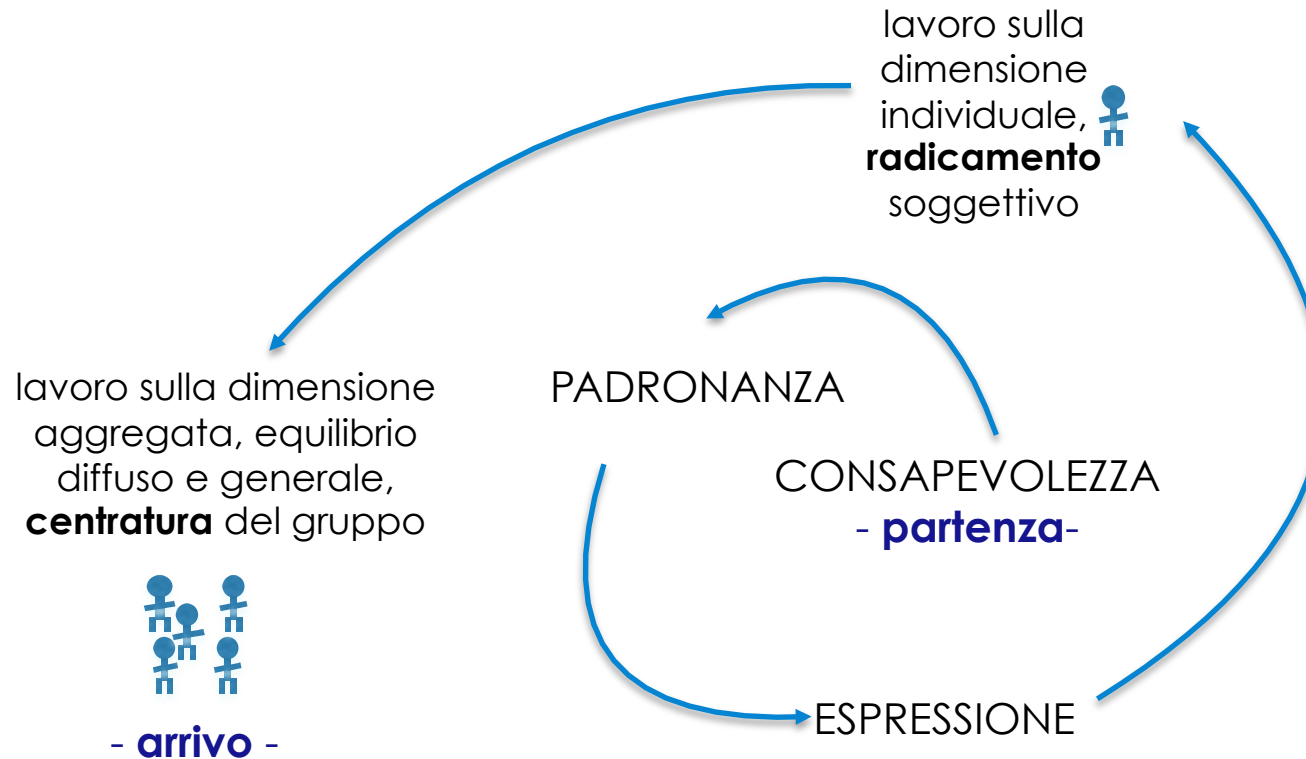 lavoro sulla
dimensione
individuale,
radicamento
soggettivo
lavoro sulla dimensione
aggregata, equilibrio
diffuso e generale,
centratura del gruppo
- arrivo -
PADRONANZA
CONSAPEVOLEZZA
- partenza-
ESPRESSIONE